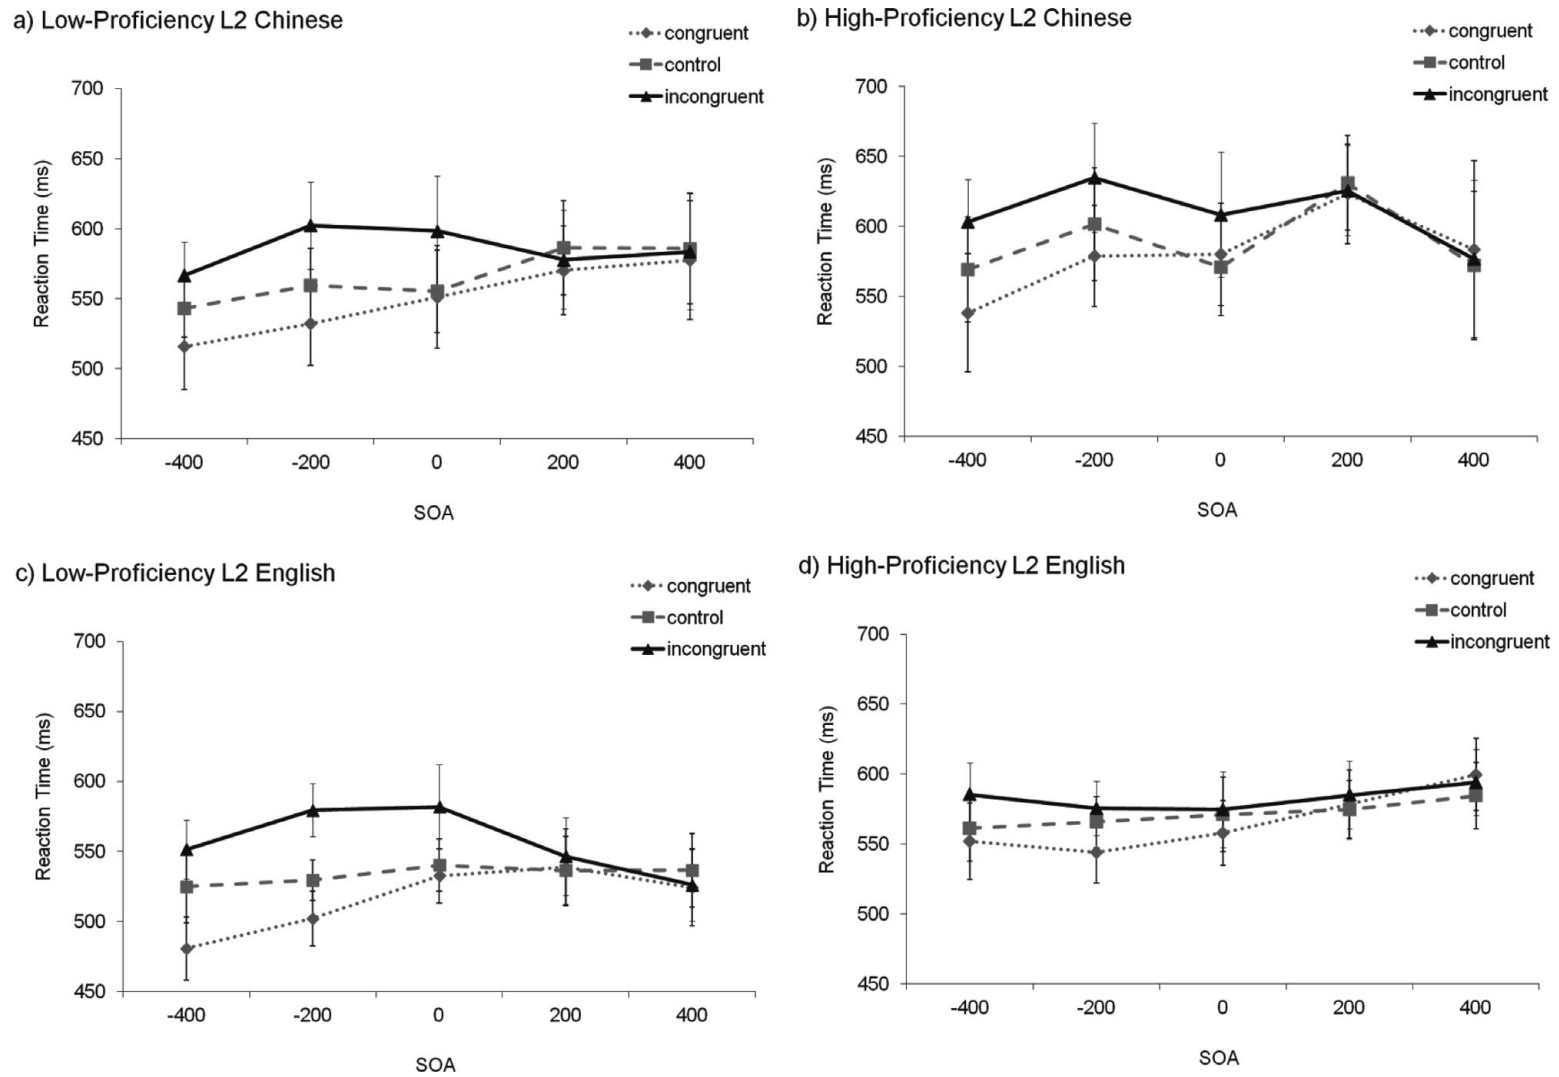 a) Low-Proficiency L2 Chinese
congruent
control
incongruent
700
650
600
550
500
450
Reaction Time (ms)
-400 -200 0 200 400
SOA
b) High-Proficiency L2 Chinese
congruent
control
incongruent
700
650
600
550
500
450
Reaction Time (ms)
-400 -200 0 200 400
SOA
c) Low-Proficiency L2 English
congruent
control
incongruent
700
650
600
550
500
450
Reaction Time (ms)
-400 -200 0 200 400
SOA
d) High-Proficiency L2 English
congruent
control
incongruent
700
650
600
550
500
450
Reaction Time (ms)
-400 -200 0 200 400
SOA